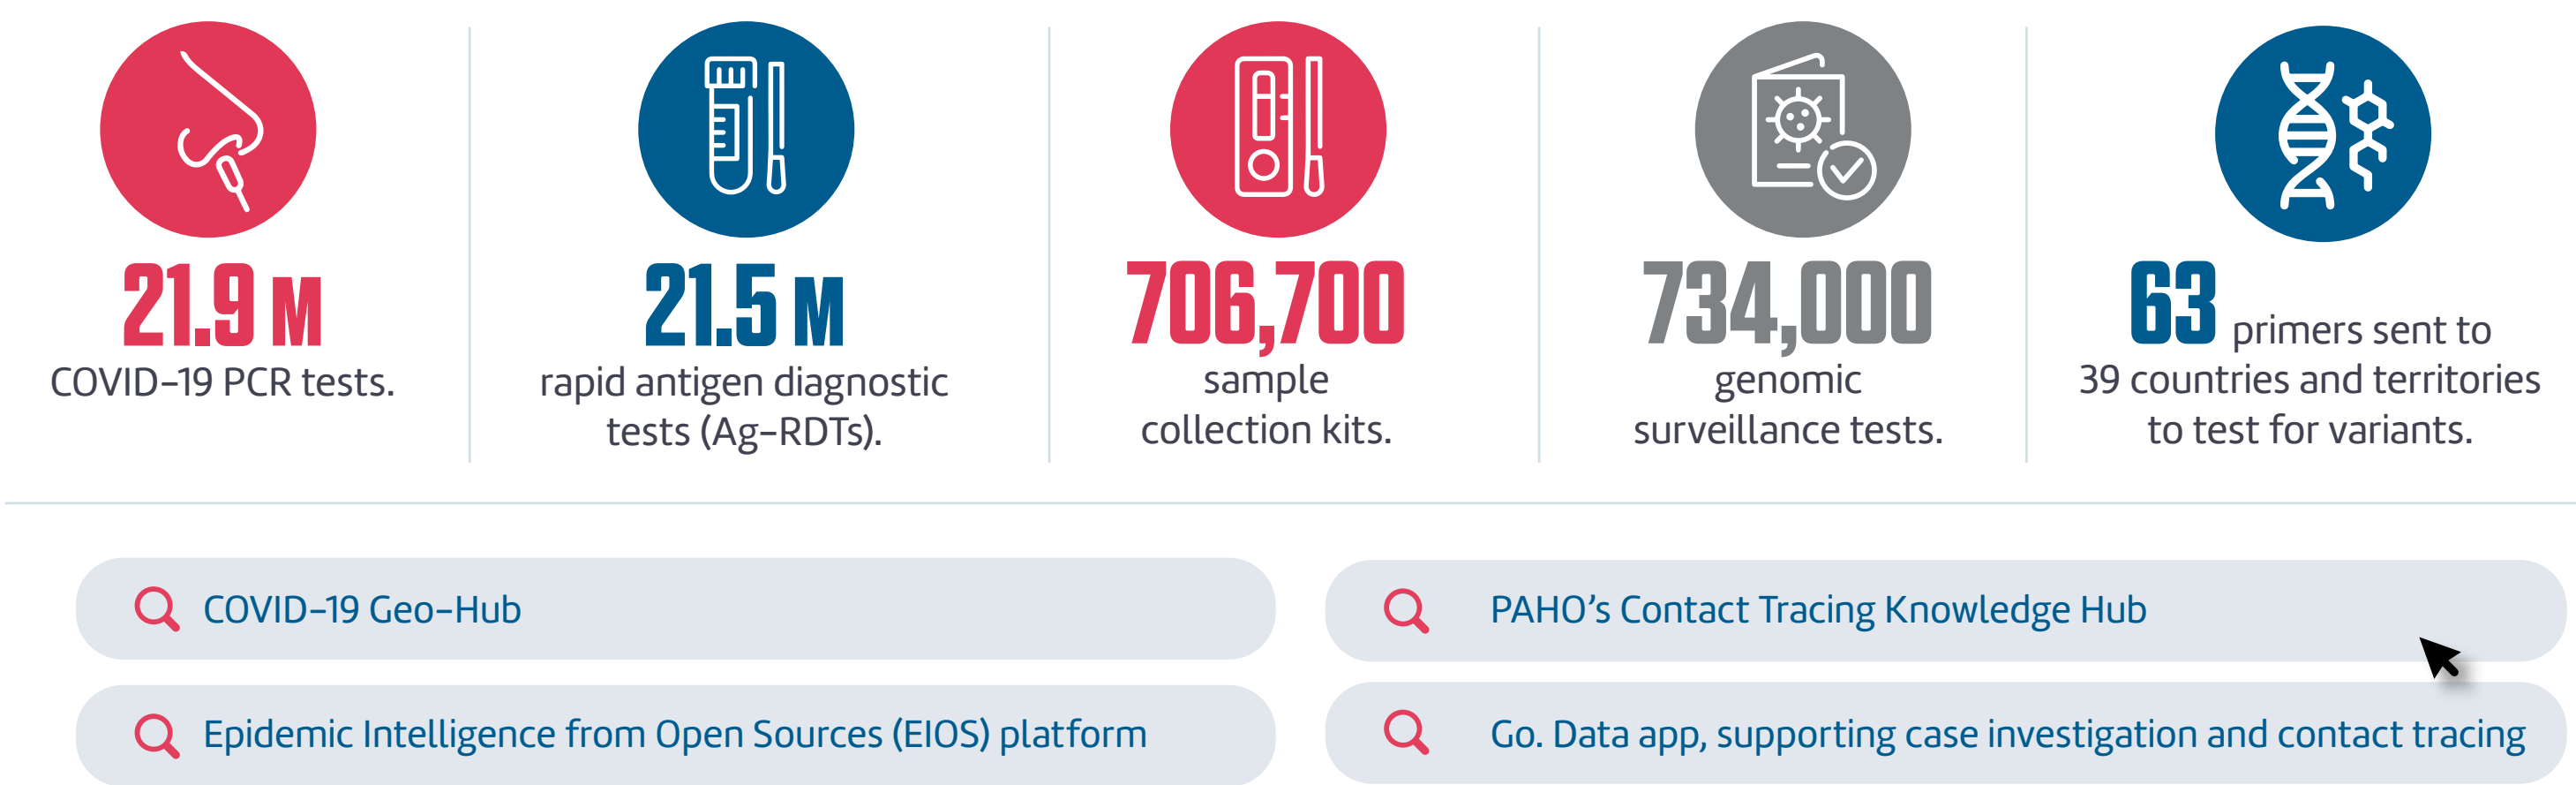 21.9 M
COVID-19 PCR tests.
21.5 M
rapid antigen diagnostic
tests (Ag-RDTs).
706,700
sample
collection kits.
734,000
genomic
surveillance tests.
63 primers sent to
39 countries and territories
to test for variants.
COVID-19 Geo-Hub
PAHO’s Contact Tracing Knowledge Hub
Epidemic Intelligence from Open Sources (EIOS) platform
Go. Data app, supporting case investigation and contact tracing